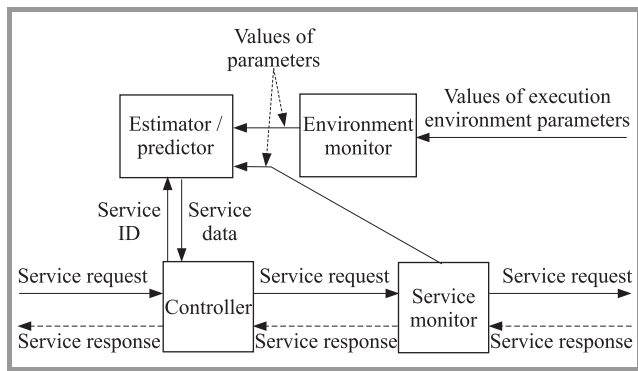 Values of
parameters
Estimator /
predictor
Environment
monitor
Values of execution
environment parameters
Service
ID
Service
data
Service request
Controller
Service request
Service
monitor
Service request
Service response
Service response
Service response